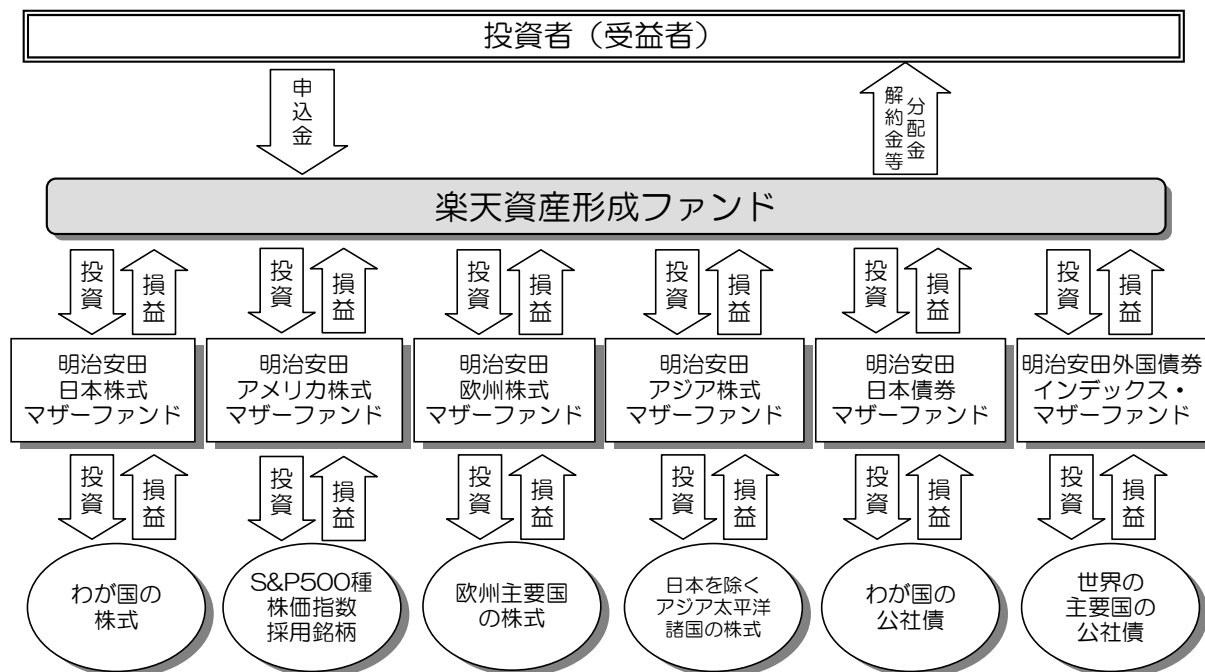 投資者（受益者）
申込金
分配金
解約金等
楽天資産形成ファンド
投資
損益
投資
損益
投資
損益
投資
損益
投資
損益
投資
損益
明治安田
日本株式
マザーファンド
明治安田
アメリカ株式
マザーファンド
明治安田
欧州株式
マザーファンド
明治安田
アジア株式
マザーファンド
明治安田
日本債券
マザーファンド
明治安田外国債券
インデックス・
マザーファンド
投資
損益
投資
損益
投資
損益
投資
損益
投資
損益
投資
損益
わが国の
株式
S&P500種
株価指数
採用銘柄
欧州主要国
の株式
日本を除く
アジア太平洋
諸国の株式
わが国の
公社債
世界の
主要国の
公社債